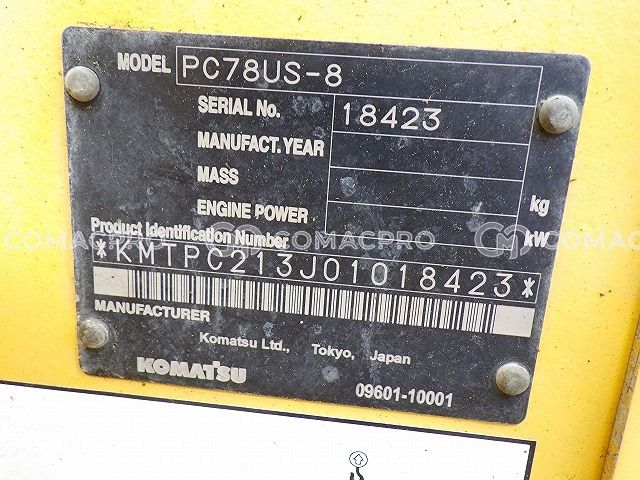 MODEL PC78US-8
SERIAL No. 18423
MANUFACT. YEAR
MASS kg
ENGINE POWER kW
Product Identification Number
*KMTPC213J01018423*
MANUFACTURER
Komatsu Ltd., Tokyo, Japan
KOMATSU 09601-10001
COMACPRO COMACPRO COMACPRO